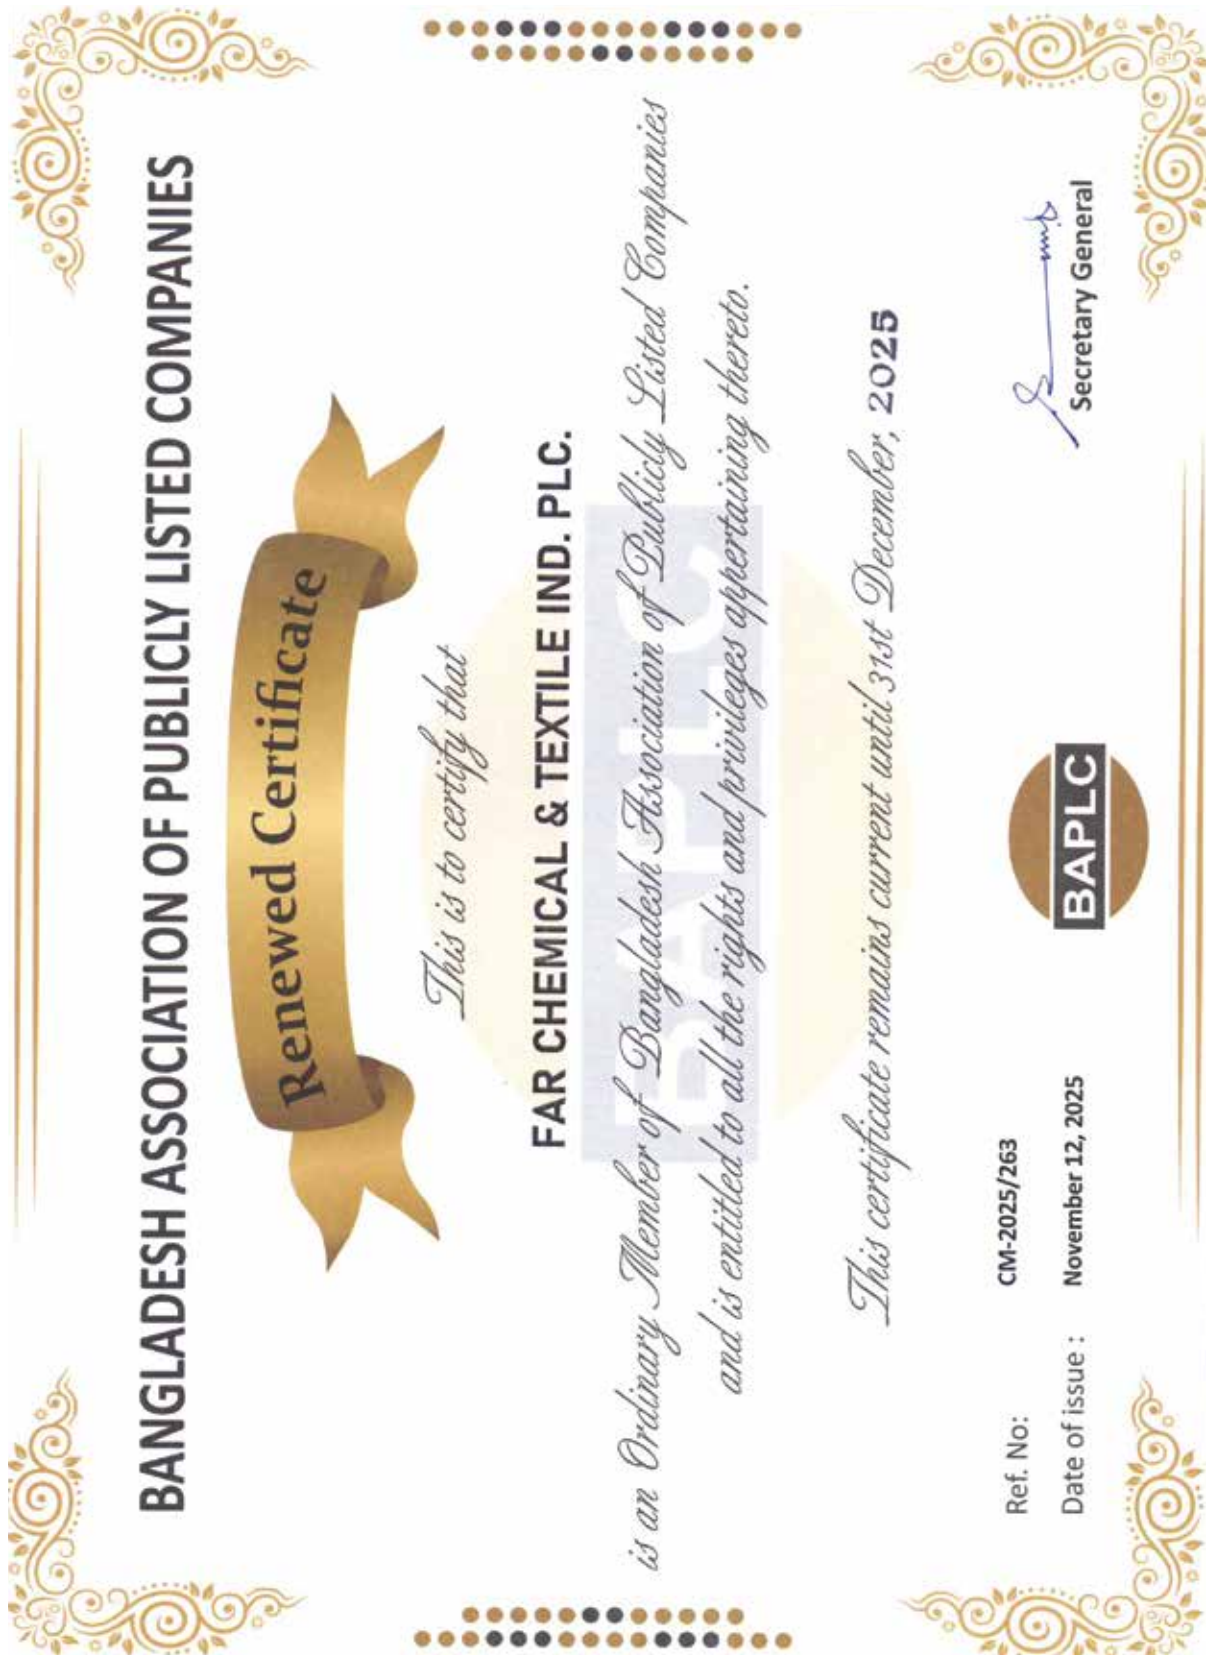 BANGLADESH ASSOCIATION OF PUBLICLY LISTED COMPANIES
Renewed Certificate
This is to certify that
FAR CHEMICAL & TEXTILE IND. PLC.
is an Ordinary Member of Bangladesh Association of Publicly Listed Companies
and is entitled to all the rights and privileges appertaining thereto.
BAPLC
This certificate remains current until 31st December, 2025
Ref. No: CM-2025/263
Date of issue : November 12, 2025
BAPLC
Secretary General